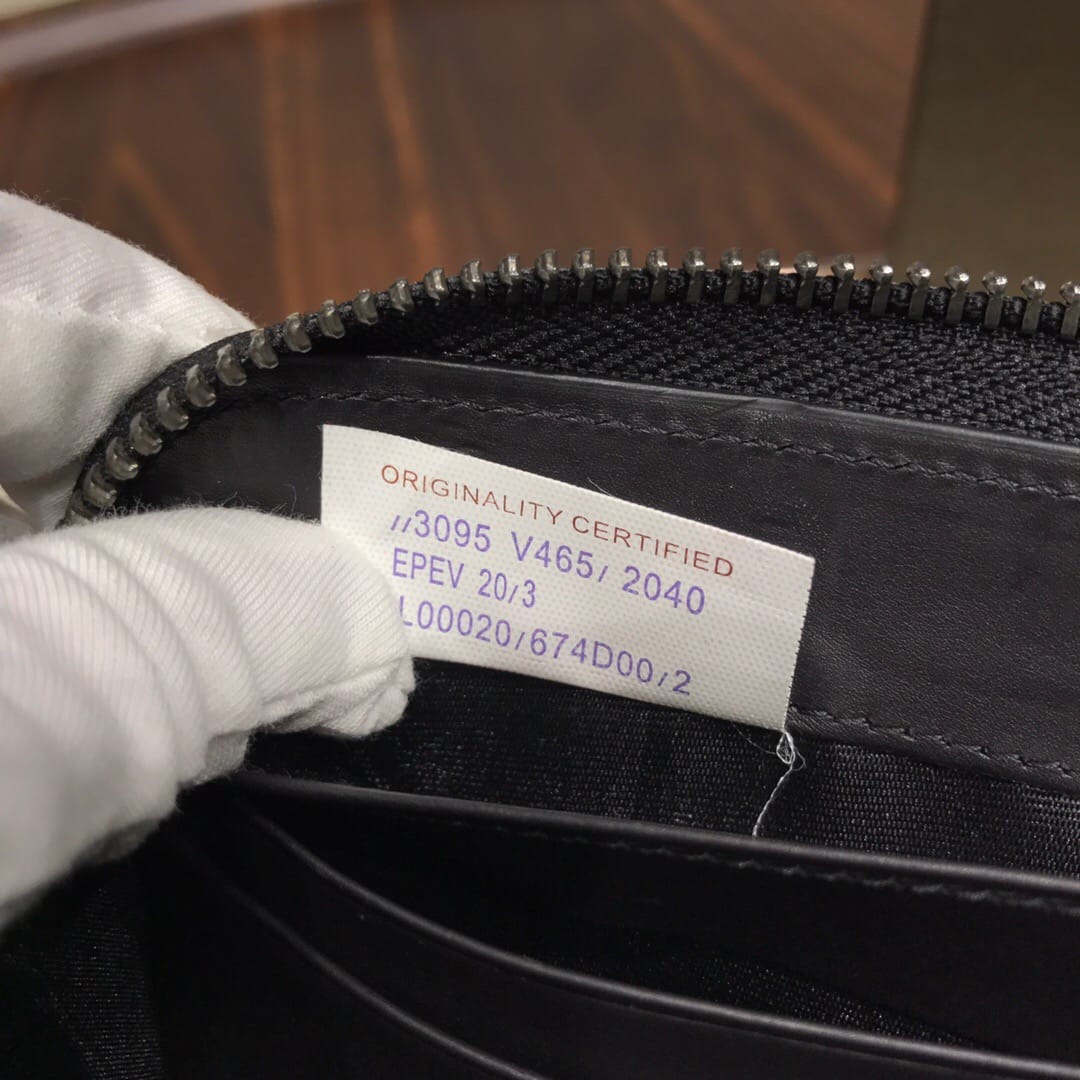 ORIGINALITY CERTIFIED
//3095 V465/ 2040
EPEV 20/3
L00020/674D00/2